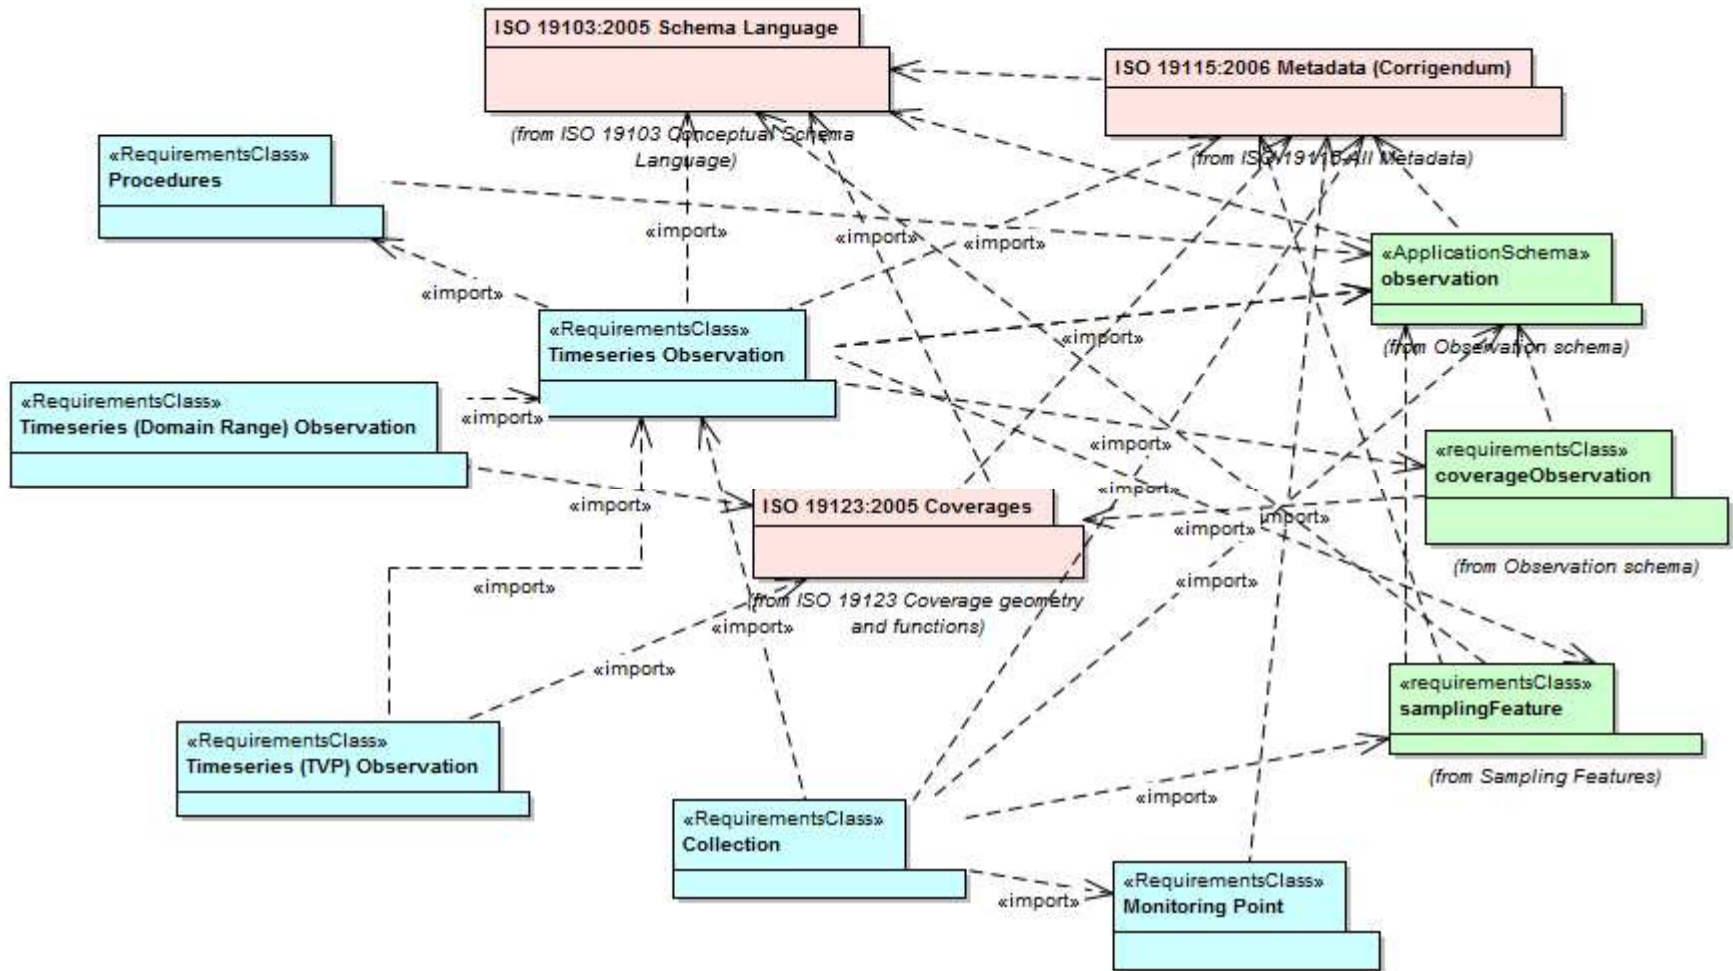 ISO 19103:2005 Schema Language
ISO 19115:2006 Metadata (Corrigendum)
(from ISO 19103 Conceptual Schema
Language)
(from ISO 19115 All Metadata)
«RequirementsClass»
Procedures
«import»
«import»
«import»
«ApplicationSchema»
observation
«import»
(from Observation schema)
«RequirementsClass»
Timeseries Observation
«import»
«RequirementsClass»
Timeseries (Domain Range) Observation
«import»
«import»
«requirementsClass»
coverageObservation
(from Observation schema)
«import»
«import»
«import»
import»
ISO 19123:2005 Coverages
(from ISO 19123 Coverage geometry
and functions)
«import»
«import»
«import»
«requirementsClass»
samplingFeature
(from Sampling Features)
«RequirementsClass»
Timeseries (TVP) Observation
«import»
«RequirementsClass»
Collection
«import»
«RequirementsClass»
Monitoring Point